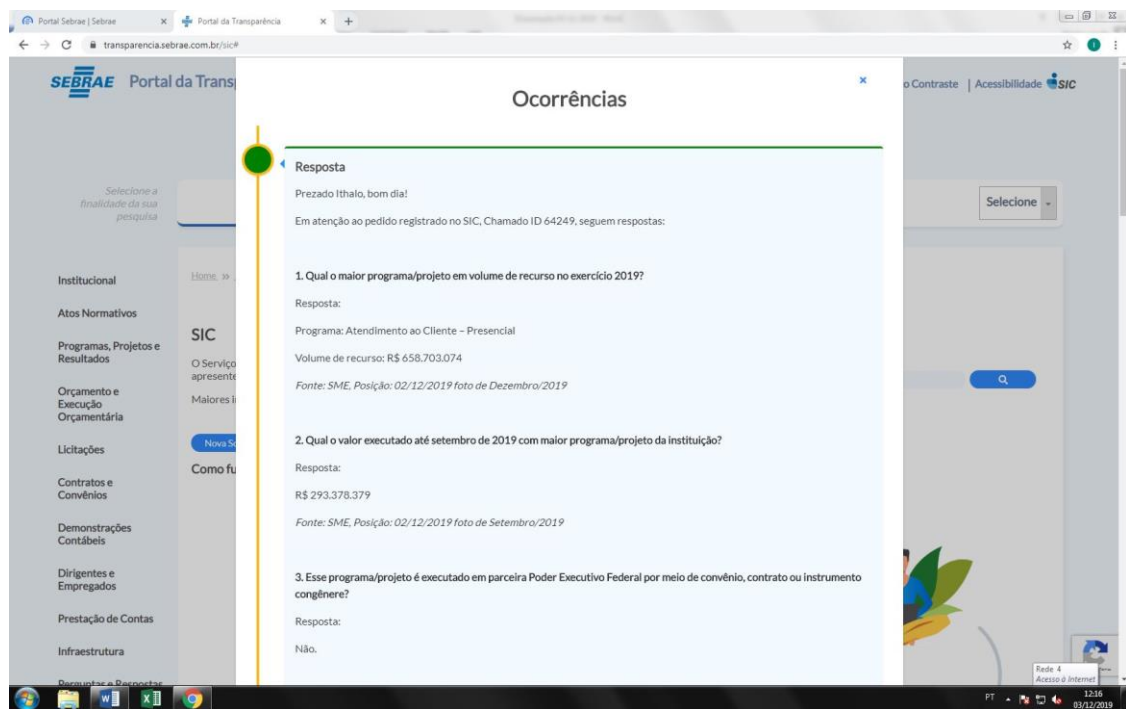 Portal Sebrae | Sebrae
Portal da Transparência
transparencia.sebrae.com.br/sic#
SEBRAE Portal da Transp
o Contraste | Acessibilidade SIC
Ocorrências
Selecione a
finalidade da sua
pesquisa
Selecione
Institucional
Atos Normativos
Programas, Projetos e
Resultados
Orçamento e
Execução
Orçamentária
Licitações
Contratos e
Convênios
Demonstrações
Contábeis
Dirigentes e
Empregados
Prestação de Contas
Infraestrutura
Perguntas e Respostas
Home »
SIC
O Serviço
apresente
Maiores i
Nova So
Como fu
Resposta
Prezado Ithalo, bom dia!
Em atenção ao pedido registrado no SIC, Chamado ID 64249, seguem respostas:
1. Qual o maior programa/projeto em volume de recurso no exercício 2019?
Resposta:
Programa: Atendimento ao Cliente – Presencial
Volume de recurso: R$ 658.703.074
Fonte: SME, Posição: 02/12/2019 foto de Dezembro/2019
2. Qual o valor executado até setembro de 2019 com maior programa/projeto da instituição?
Resposta:
R$ 293.378.379
Fonte: SME, Posição: 02/12/2019 foto de Setembro/2019
3. Esse programa/projeto é executado em parceira Poder Executivo Federal por meio de convênio, contrato ou instrumento
congênere?
Resposta:
Não.
Rede 4
Acesso à Internet
PT
12:16
03/12/2019